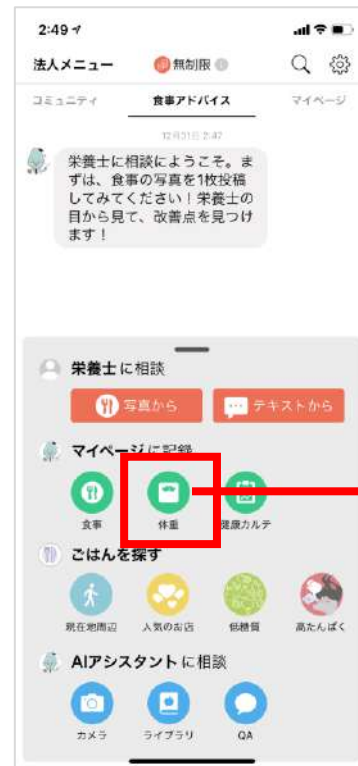 2:49
法人メニュー 無制限
コミュニティ 食事アドバイス マイページ
12月31日 2:47
栄養士に相談にようこそ。ま
ずは、食事の写真を1枚投稿
してみてください!栄養士の
目から見て、改善点を見つけ
ます!
栄養士に相談
写真から テキストから
マイページに記録
食事 体重 健康カルテ
ごはんを探す
現在地周辺 人気のお店 低糖質 高たんぱく
AIアシスタントに相談
カメラ ライブラリ QA